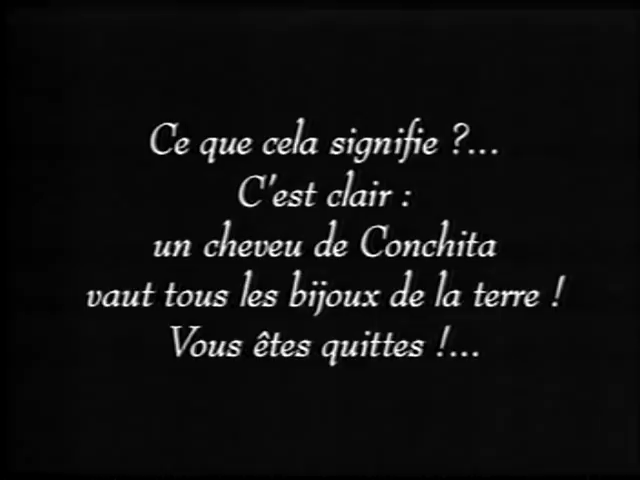 Ce que cela signifie ?...
C'est clair :
un cheveu de Conchita
vaut tous les bijoux de la terre !
Vous êtes quittes !...